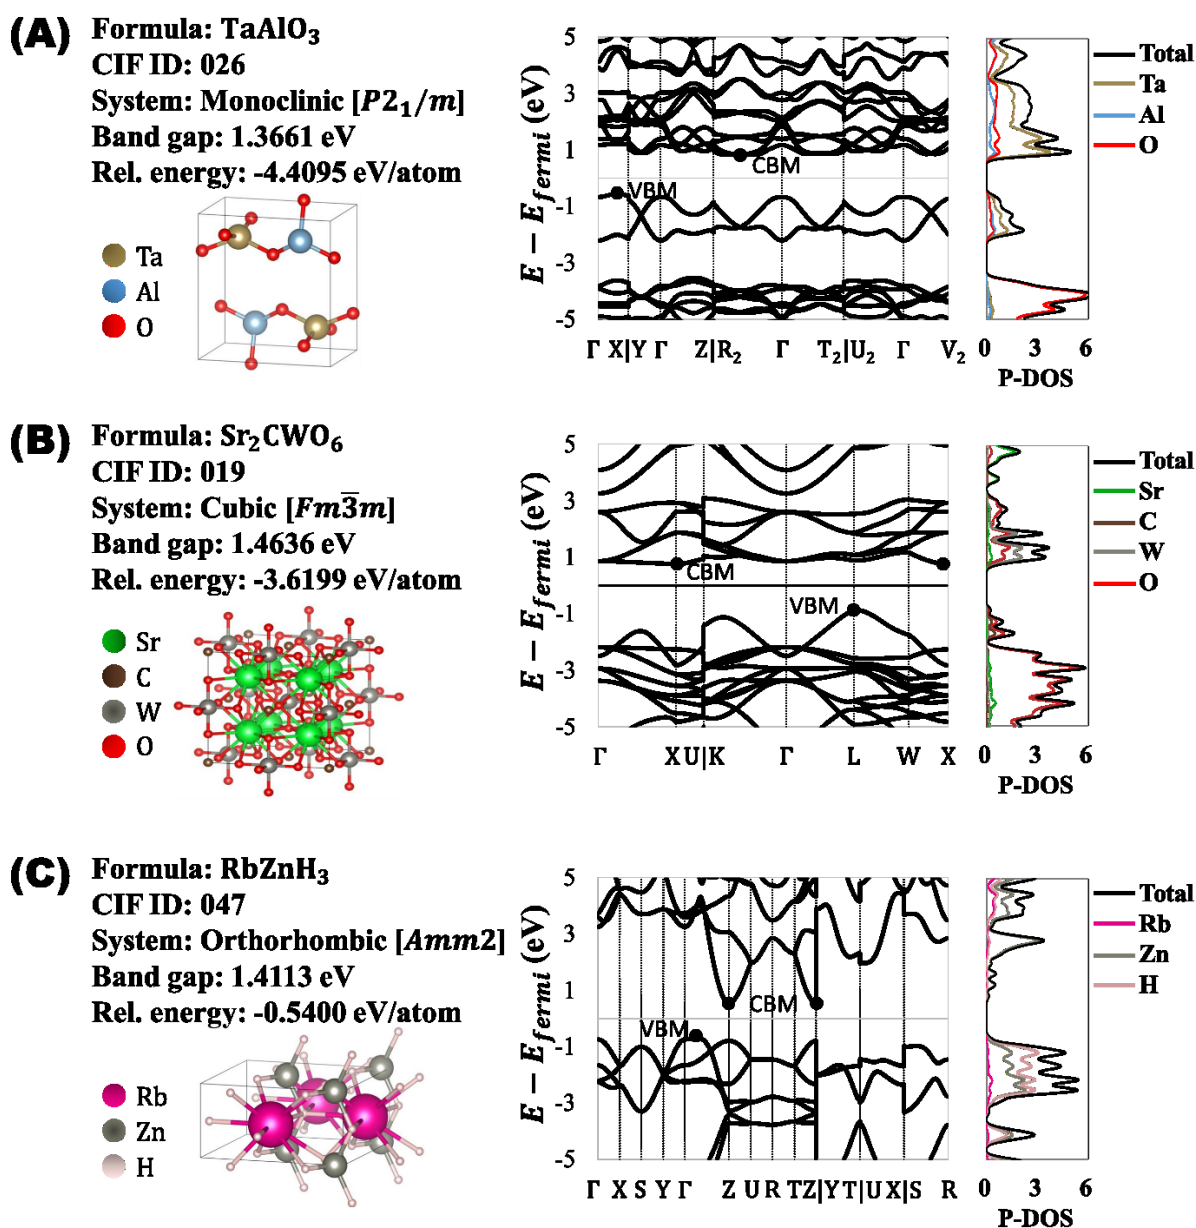 (A)
Formula: TaAlO₃
CIF ID: 026
System: Monoclinic [P2₁/m]
Band gap: 1.3661 eV
Rel. energy: -4.4095 eV/atom
Ta
Al
O
E − E_fermi (eV)
5
3
1
-1
-3
-5
CBM
VBM
Γ X|Y Γ Z|R₂ Γ T₂|U₂ Γ V₂
Total
Ta
Al
O
0 3 6
P-DOS
(B)
Formula: Sr₂CWO₆
CIF ID: 019
System: Cubic [Fm3̅m]
Band gap: 1.4636 eV
Rel. energy: -3.6199 eV/atom
Sr
C
W
O
E − E_fermi (eV)
5
3
1
-1
-3
-5
CBM
VBM
Γ X U|K Γ L W X
Total
Sr
C
W
O
0 3 6
P-DOS
(C)
Formula: RbZnH₃
CIF ID: 047
System: Orthorhombic [Amm2]
Band gap: 1.4113 eV
Rel. energy: -0.5400 eV/atom
Rb
Zn
H
E − E_fermi (eV)
5
3
1
-1
-3
-5
CBM
VBM
Γ X S Y Γ Z U R T Z|Y T|U X|S R
Total
Rb
Zn
H
0 3 6
P-DOS